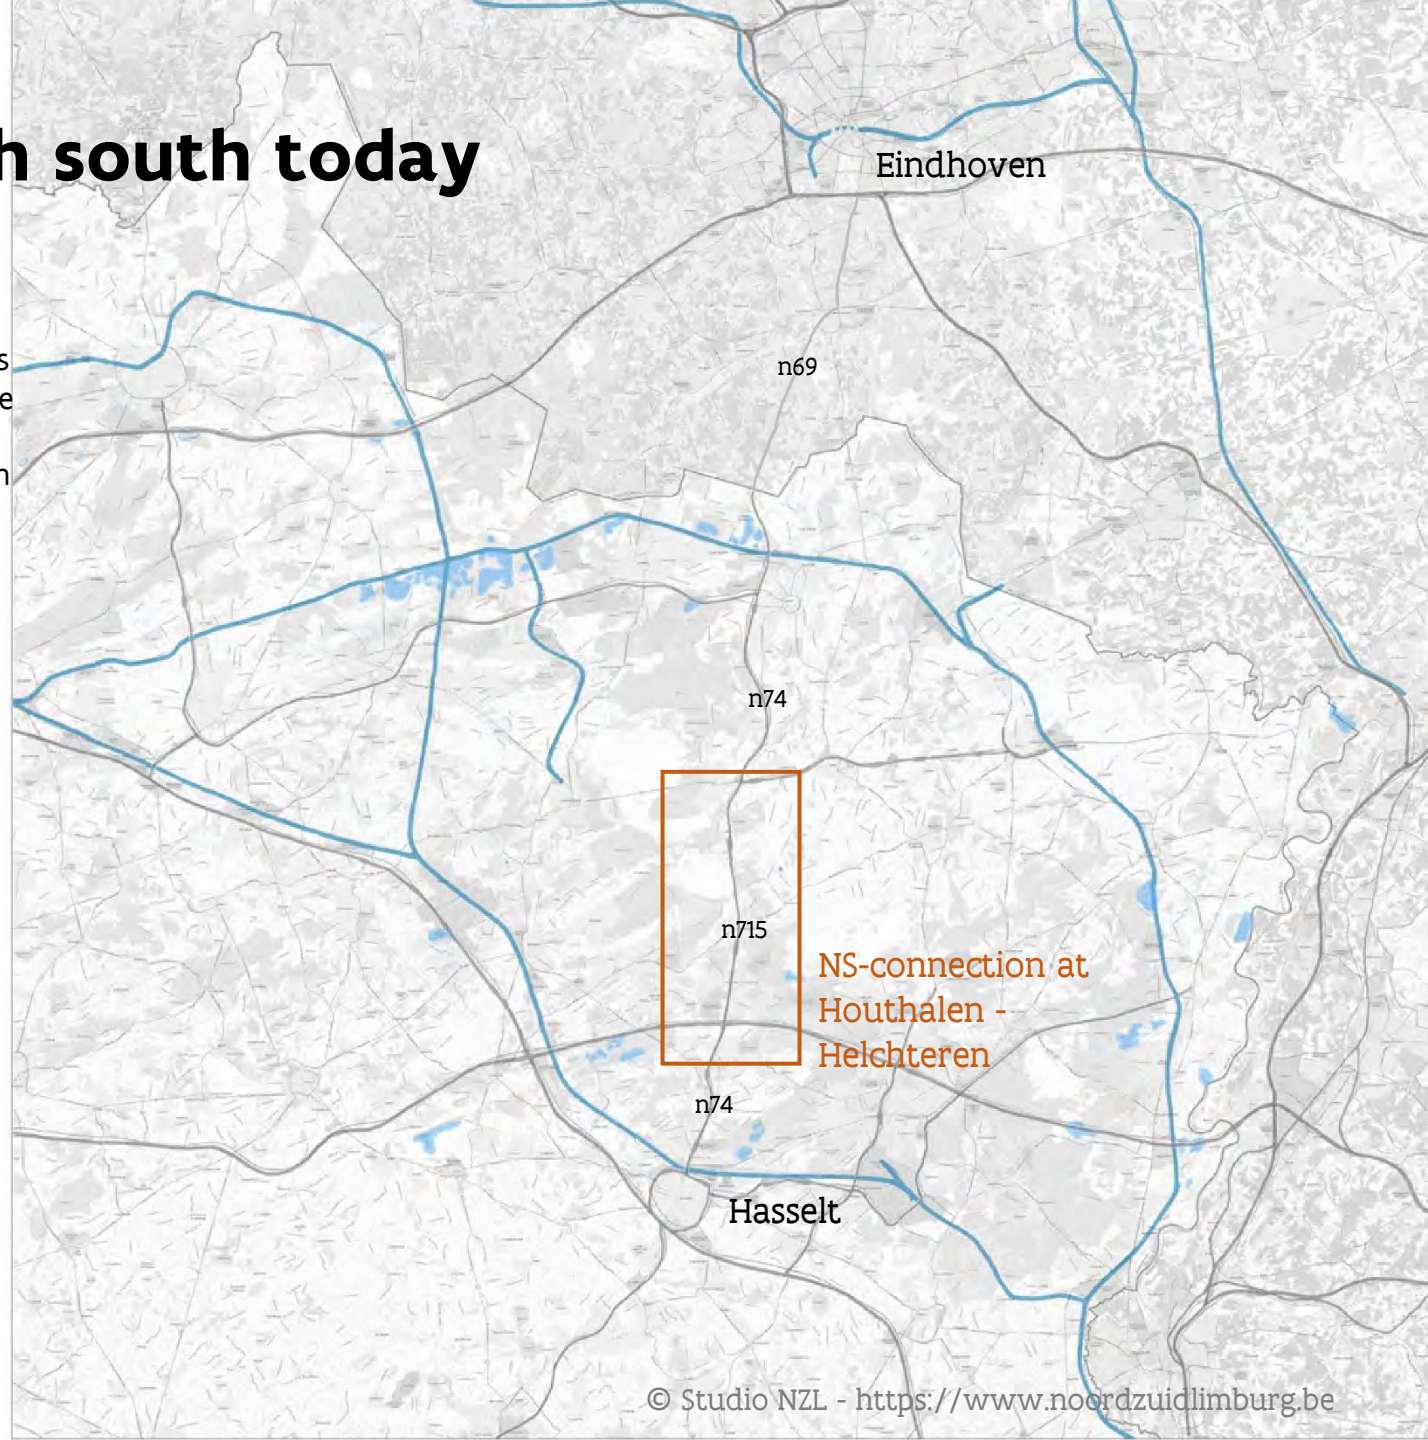 h south today
Eindhoven
s
n69
e
n
n74
n715
NS-connection at
Houthalen -
Helchteren
n74
Hasselt
© Studio NZL - https://www.noordzuidlimburg.be